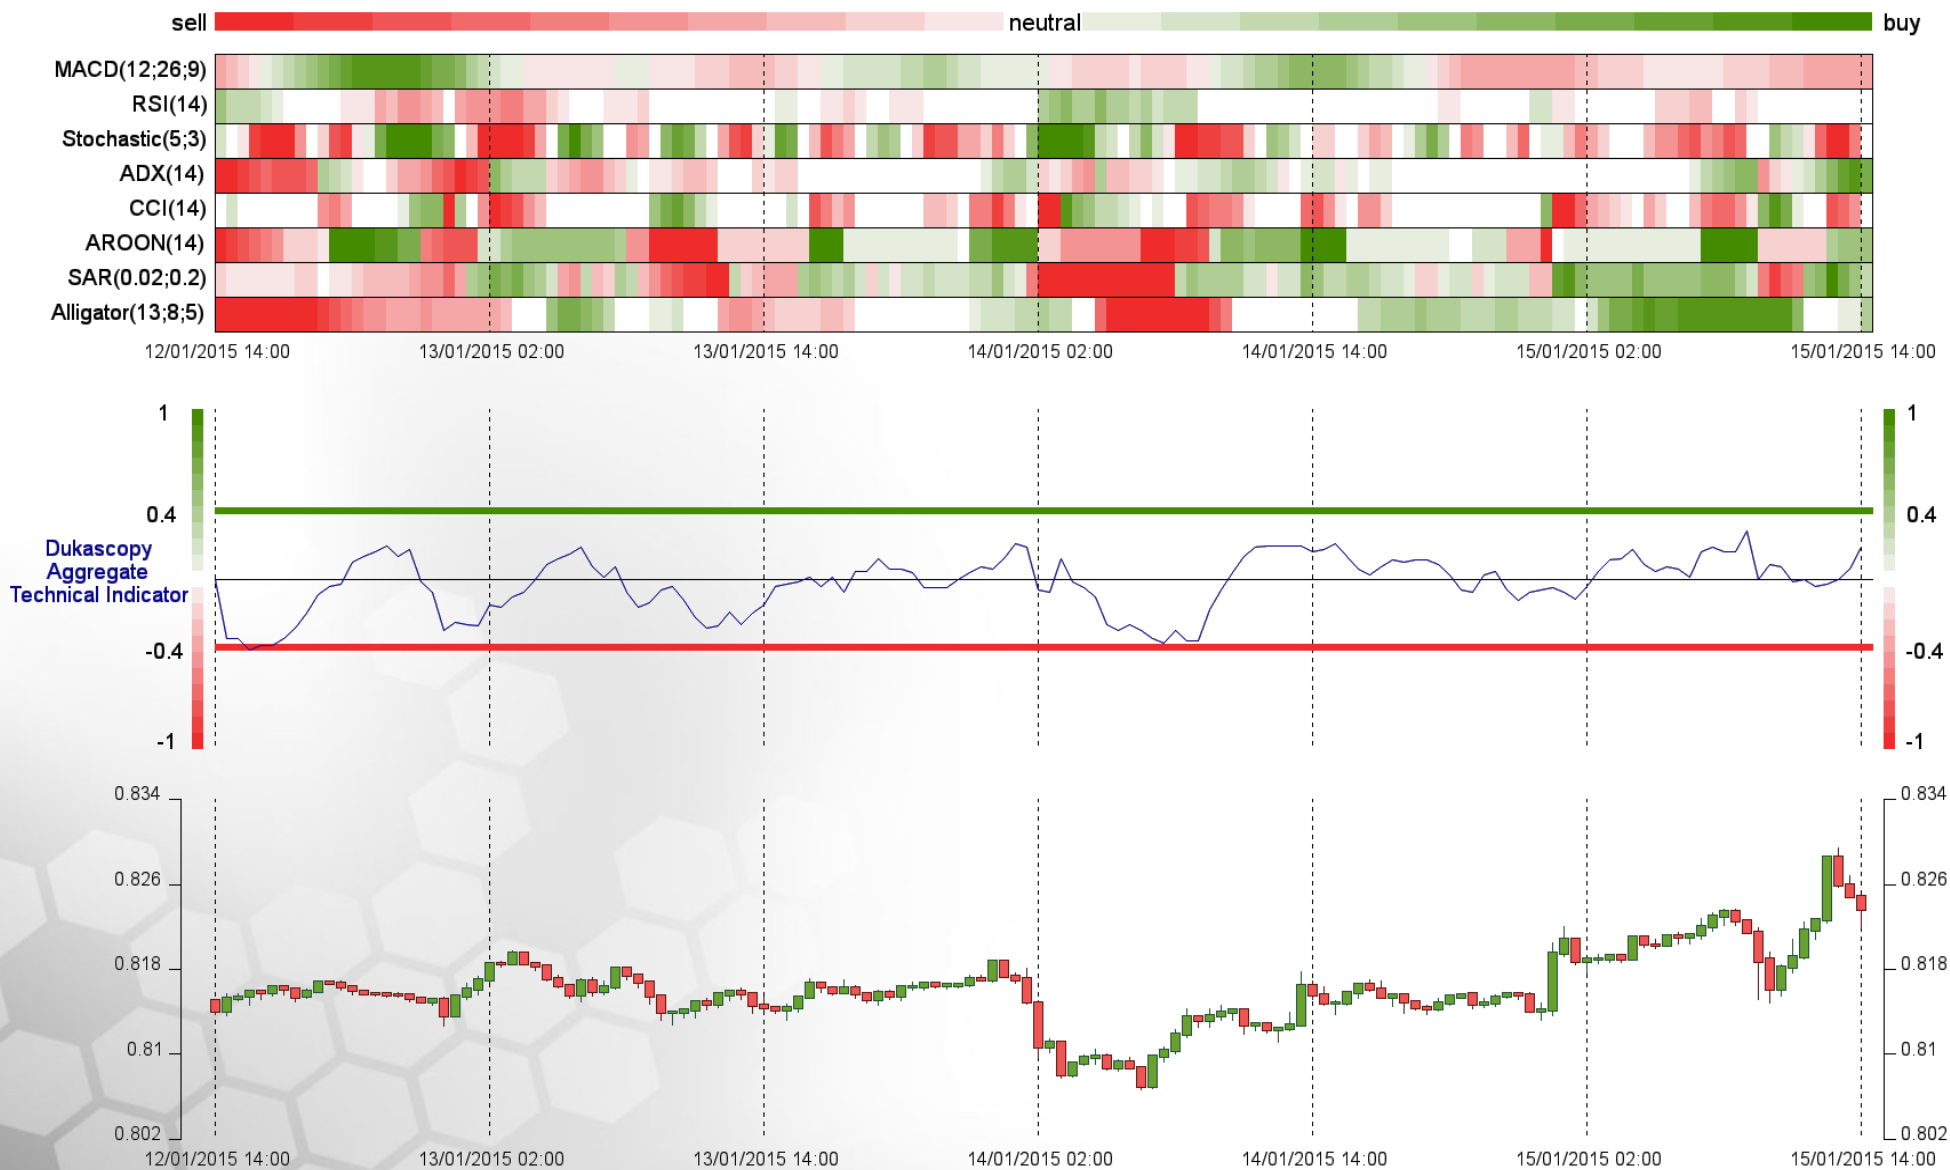 sell neutral buy
MACD(12;26;9)
RSI(14)
Stochastic(5;3)
ADX(14)
CCI(14)
AROON(14)
SAR(0.02;0.2)
Alligator(13;8;5)
12/01/2015 14:00 13/01/2015 02:00 13/01/2015 14:00 14/01/2015 02:00 14/01/2015 14:00 15/01/2015 02:00 15/01/2015 14:00
1 1
0.4 0.4
Dukascopy
Aggregate
Technical Indicator
-0.4 -0.4
-1 -1
0.834 0.834
0.826 0.826
0.818 0.818
0.81 0.81
0.802 0.802
12/01/2015 14:00 13/01/2015 02:00 13/01/2015 14:00 14/01/2015 02:00 14/01/2015 14:00 15/01/2015 02:00 15/01/2015 14:00